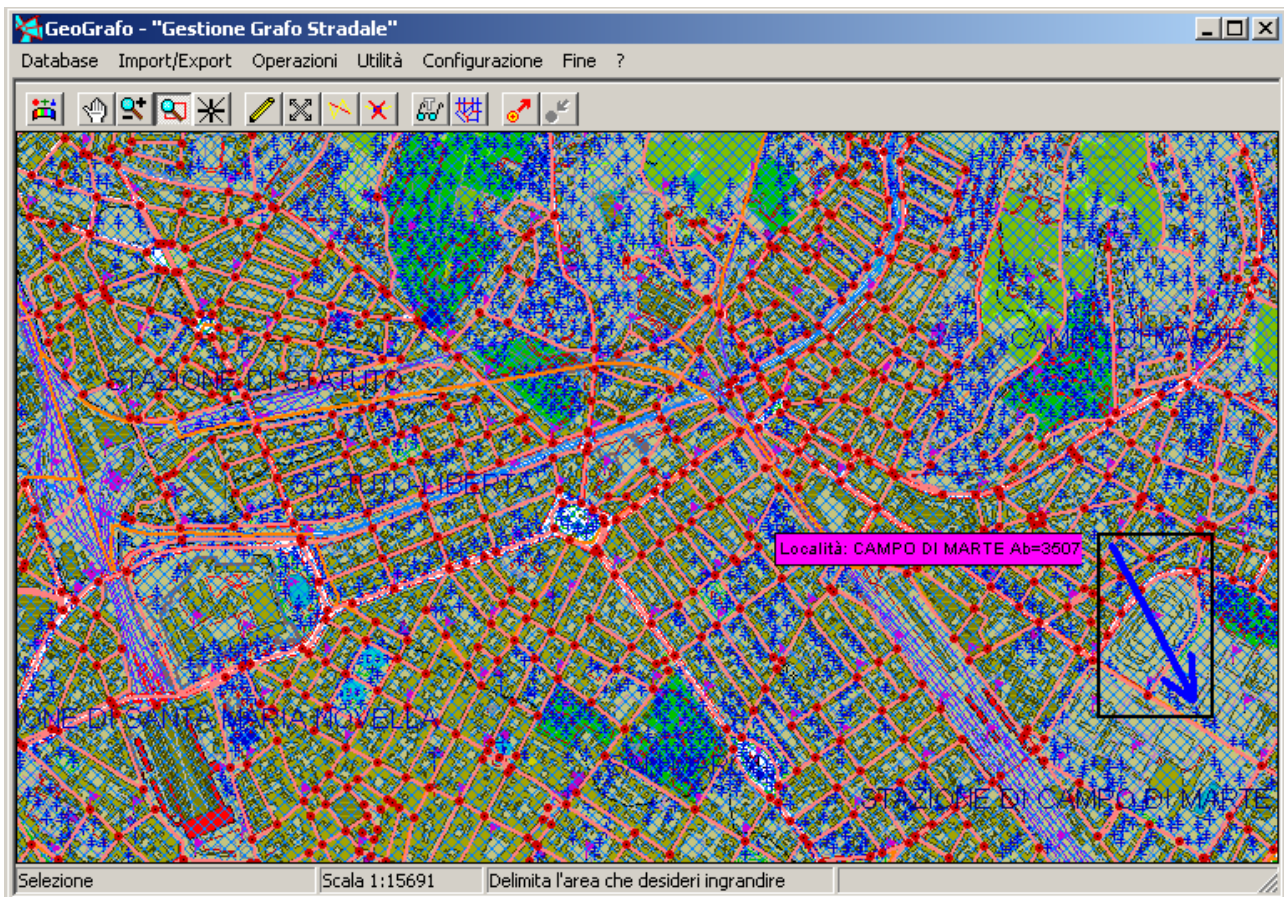 GeoGrafo - "Gestione Grafo Stradale"
Database Import/Export Operazioni Utilità Configurazione Fine ?
CAMPO DI MARTE
STAZIONE DI STATUTO
STATUTO-LIBERTA
Località: CAMPO DI MARTE Ab=3507
IONE DI SANTA MARIA NOVELLA
STAZIONE DI CAMPO DI MARTE
Selezione Scala 1:15691 Delimita l'area che desideri ingrandire